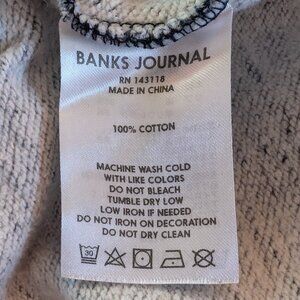 BANKS JOURNAL
RN 143118
MADE IN CHINA
100% COTTON
MACHINE WASH COLD
WITH LIKE COLORS
DO NOT BLEACH
TUMBLE DRY LOW
LOW IRON IF NEEDED
DO NOT IRON ON DECORATION
DO NOT DRY CLEAN
30